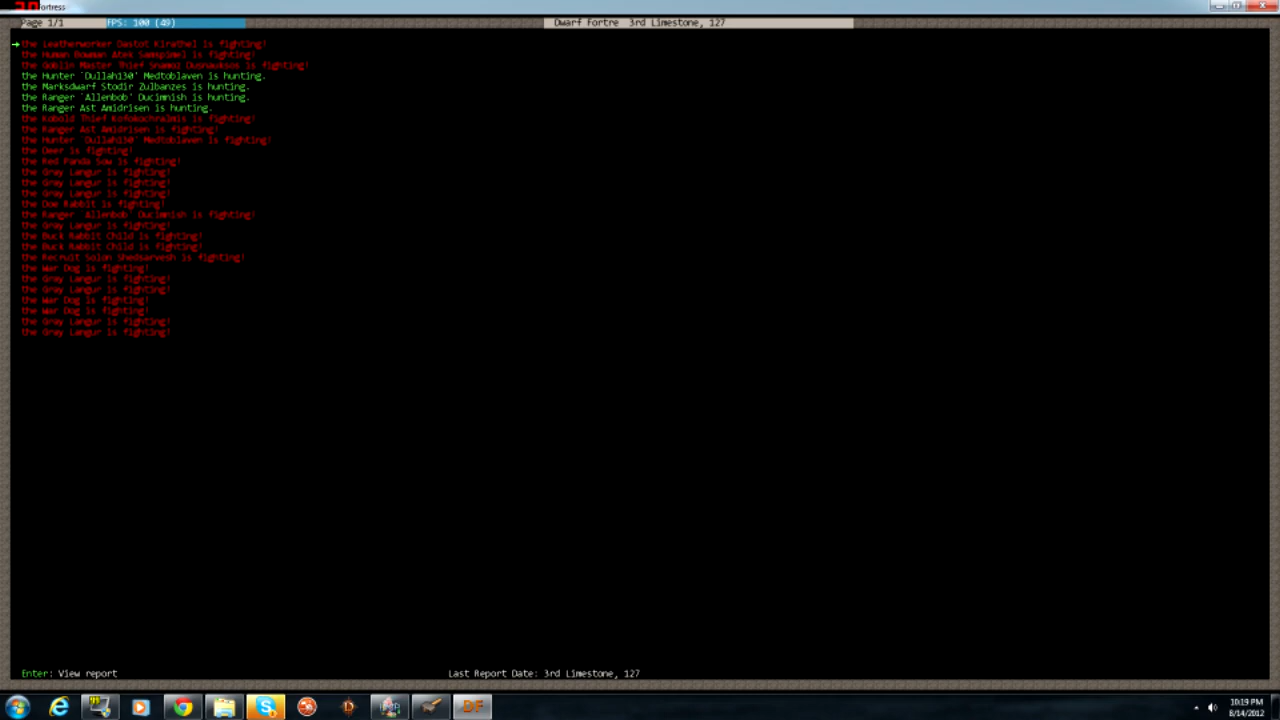 Fortress
Page 1/1 FPS: 100 (49) Dwarf Fortre 3rd Limestone, 127
the Leatherworker Dastot Kirathel is fighting!
the Human Bowman Atek Samspimel is fighting!
the Goblin Master Thief Snamoz Dusnauksos is fighting!
the Hunter `Dullah130' Medtoblaven is hunting.
the Marksdwarf Stodir Zulbanzes is hunting.
the Ranger `Allenbob' Ducimnish is hunting.
the Ranger Ast Amidrisen is hunting.
the Kobold Thief is fighting!
the Ranger Ast Amidrisen is fighting!
the Hunter `Dullah130' Medtoblaven is fighting!
the Deer is fighting!
the Red Panda Sow is fighting!
the Gray Langur is fighting!
the Gray Langur is fighting!
the Gray Langur is fighting!
the Doe Rabbit is fighting!
the Ranger `Allenbob' Ducimnish is fighting!
the Gray Langur is fighting!
the Buck Rabbit Child is fighting!
the Buck Rabbit Child is fighting!
the Recruit Solon Shedsarvesh is fighting!
the War Dog is fighting!
the Gray Langur is fighting!
the Gray Langur is fighting!
the War Dog is fighting!
the War Dog is fighting!
the Gray Langur is fighting!
the Gray Langur is fighting!
Enter: View report Last Report Date: 3rd Limestone, 127
DF
10:19 PM
8/14/2012